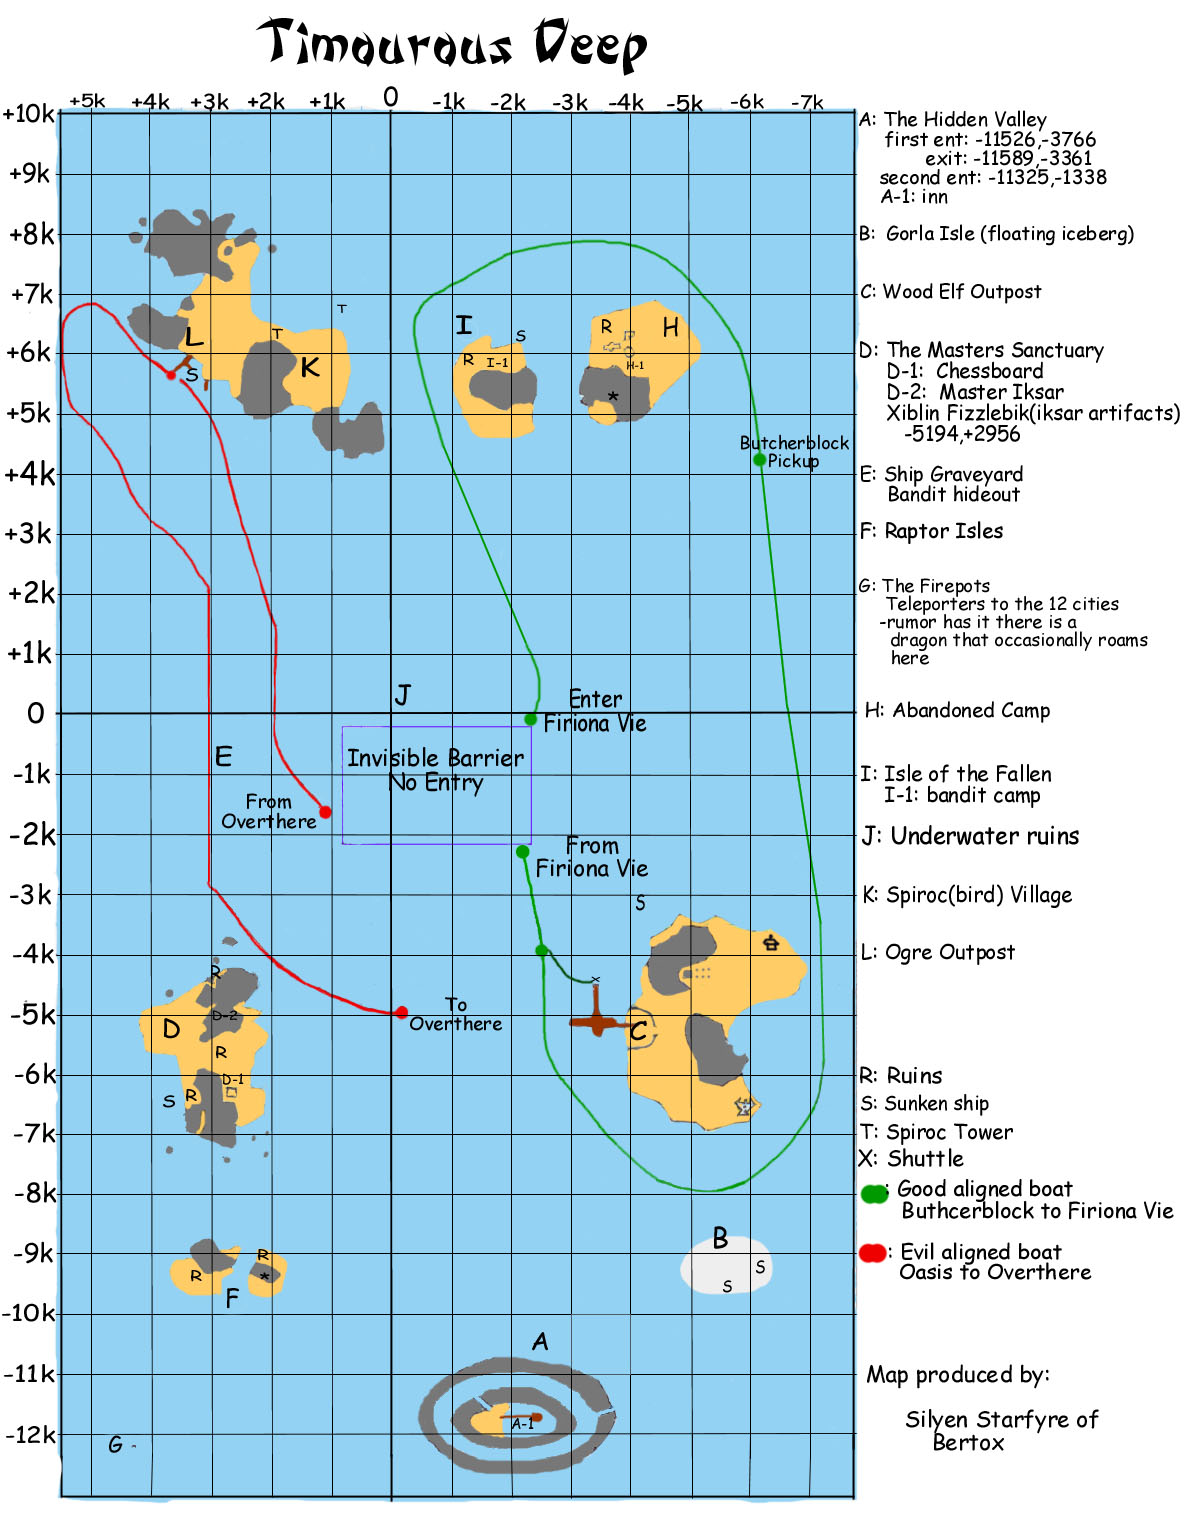 Timourous Deep
+5k +4k +3k +2k +1k 0 -1k -2k -3k -4k -5k -6k -7k
+10k
+9k
+8k
+7k
+6k
+5k
+4k
+3k
+2k
+1k
0
-1k
-2k
-3k
-4k
-5k
-6k
-7k
-8k
-9k
-10k
-11k
-12k
T
L
T
K
S
I
S
R
I-1
R
H
H-1
*
Butcherblock
Pickup
J
Enter
Firiona Vie
Invisible Barrier
No Entry
E
From
Overthere
From
Firiona Vie
S
R
D-2
D
R
D-1
S
R
To
Overthere
x
C
B
S
S
R
R
*
F
A
A-1
G -
A: The Hidden Valley
first ent: -11526,-3766
exit: -11589,-3361
second ent: -11325,-1338
A-1: inn
B: Gorla Isle (floating iceberg)
C: Wood Elf Outpost
D: The Masters Sanctuary
D-1: Chessboard
D-2: Master Iksar
Xiblin Fizzlebik(iksar artifacts)
-5194,+2956
E: Ship Graveyard
Bandit hideout
F: Raptor Isles
G: The Firepots
Teleporters to the 12 cities
-rumor has it there is a
dragon that occasionally roams
here
H: Abandoned Camp
I: Isle of the Fallen
I-1: bandit camp
J: Underwater ruins
K: Spiroc(bird) Village
L: Ogre Outpost
R: Ruins
S: Sunken ship
T: Spiroc Tower
X: Shuttle
: Good aligned boat
Buthcerblock to Firiona Vie
: Evil aligned boat
Oasis to Overthere
Map produced by:
Silyen Starfyre of
Bertox